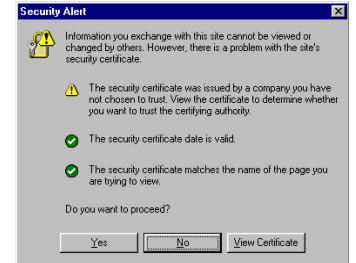 Security Alert
Information you exchange with this site cannot be viewed or
changed by others. However, there is a problem with the site's
security certificate.
The security certificate was issued by a company you have
not chosen to trust. View the certificate to determine whether
you want to trust the certifying authority.
The security certificate date is valid.
The security certificate matches the name of the page you
are trying to view.
Do you want to proceed?
Yes No View Certificate